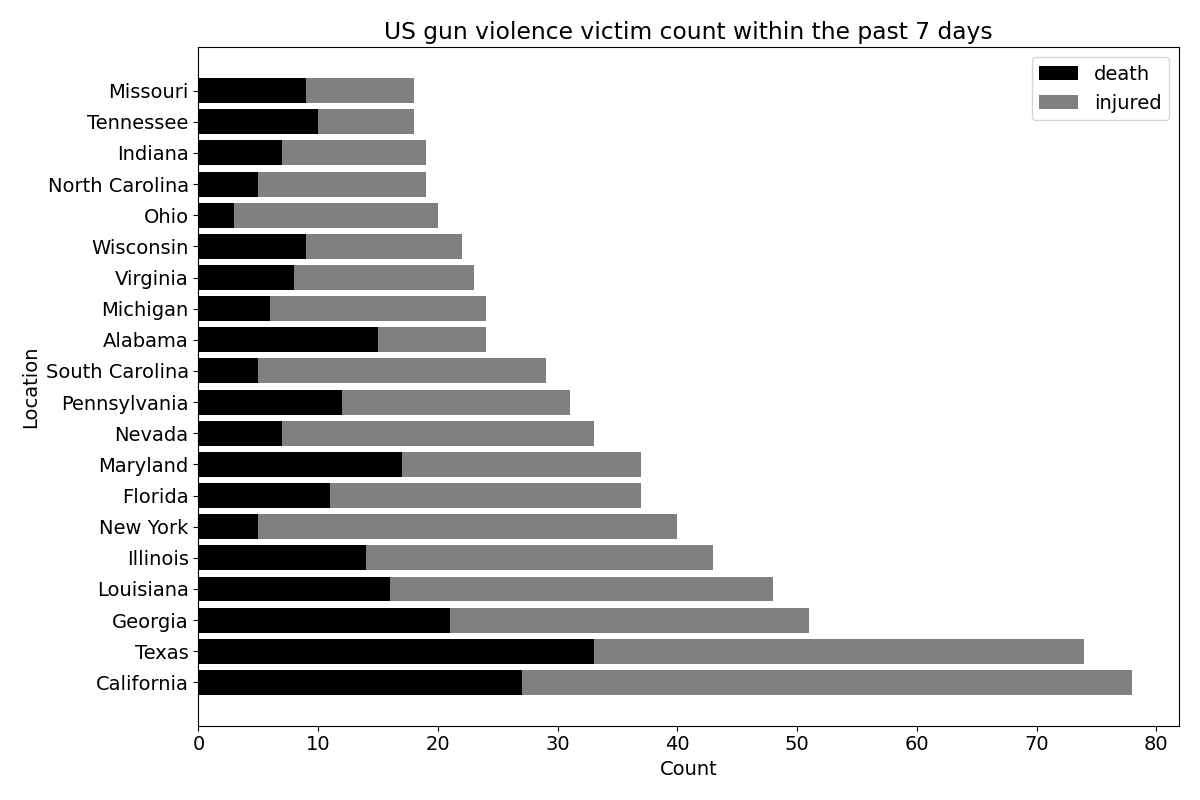 US gun violence victim count within the past 7 days
death
injured
Location
Missouri
Tennessee
Indiana
North Carolina
Ohio
Wisconsin
Virginia
Michigan
Alabama
South Carolina
Pennsylvania
Nevada
Maryland
Florida
New York
Illinois
Louisiana
Georgia
Texas
California
0 10 20 30 40 50 60 70 80
Count